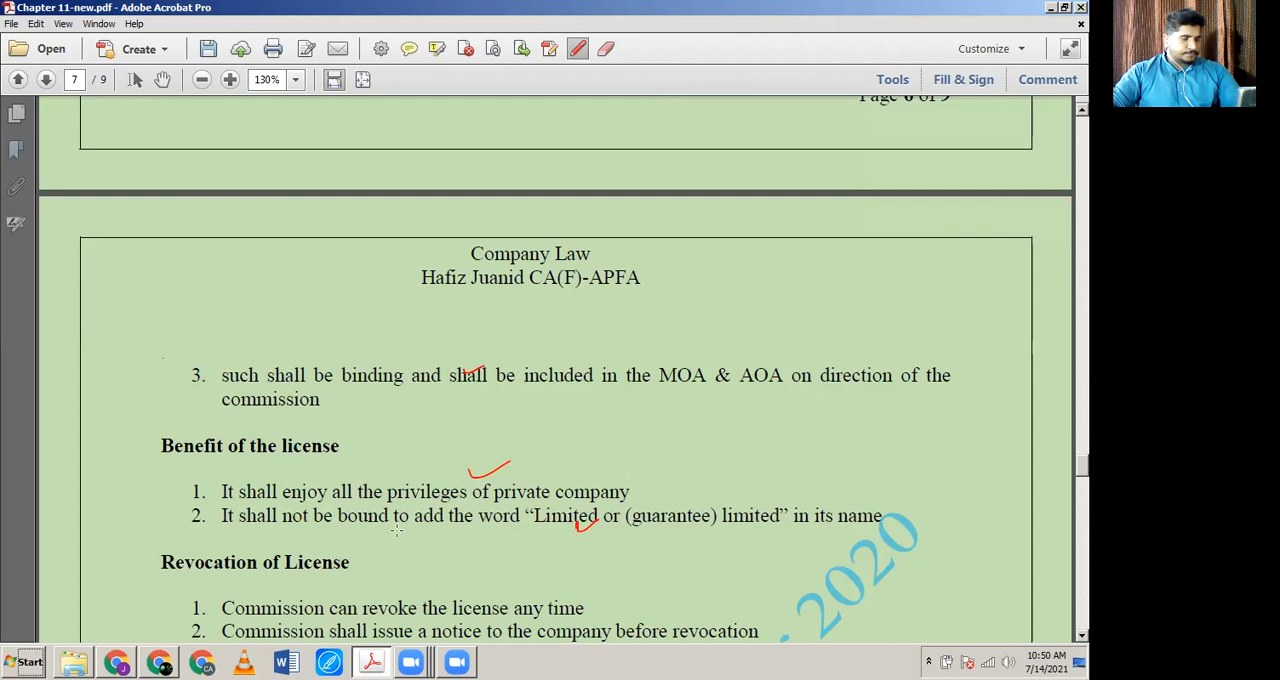 Chapter 11-new.pdf - Adobe Acrobat Pro
File Edit View Window Help
Open Create Customize
7 / 9 130% Tools Fill & Sign Comment
Page 6 of 9
Company Law
Hafiz Juanid CA(F)-APFA
3. such shall be binding and shall be included in the MOA & AOA on direction of the
commission
Benefit of the license
1. It shall enjoy all the privileges of private company
2. It shall not be bound to add the word “Limited or (guarantee) limited” in its name
Revocation of License
1. Commission can revoke the license any time
2. Commission shall issue a notice to the company before revocation
2020
Start
10:50 AM
7/14/2021